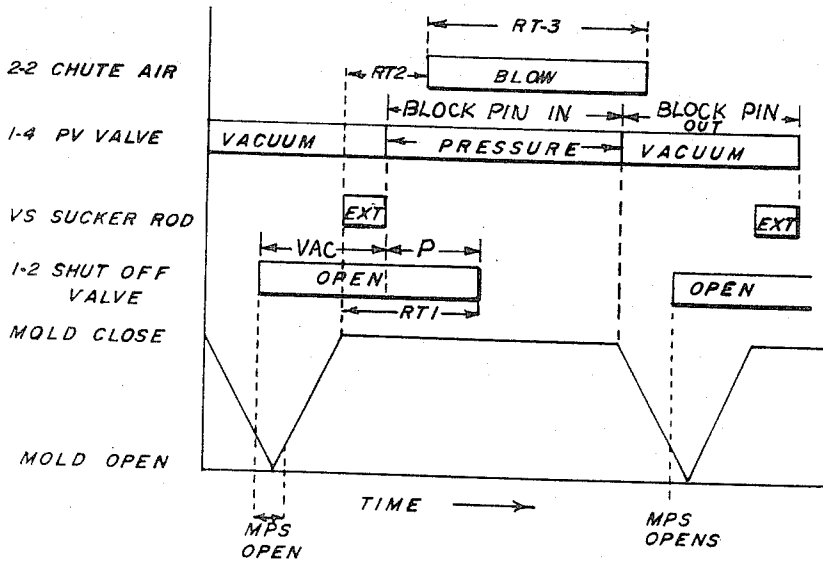 RT-3
2-2 CHUTE AIR
RT2
BLOW
BLOCK PIN IN
BLOCK PIN
OUT
1-4 PV VALVE
VACUUM
PRESSURE
VACUUM
VS SUCKER ROD
EXT
EXT
VAC
P
1-2 SHUT OFF
VALVE
OPEN
OPEN
RT1
MOLD CLOSE
MOLD OPEN
TIME
MPS
OPEN
MPS
OPENS